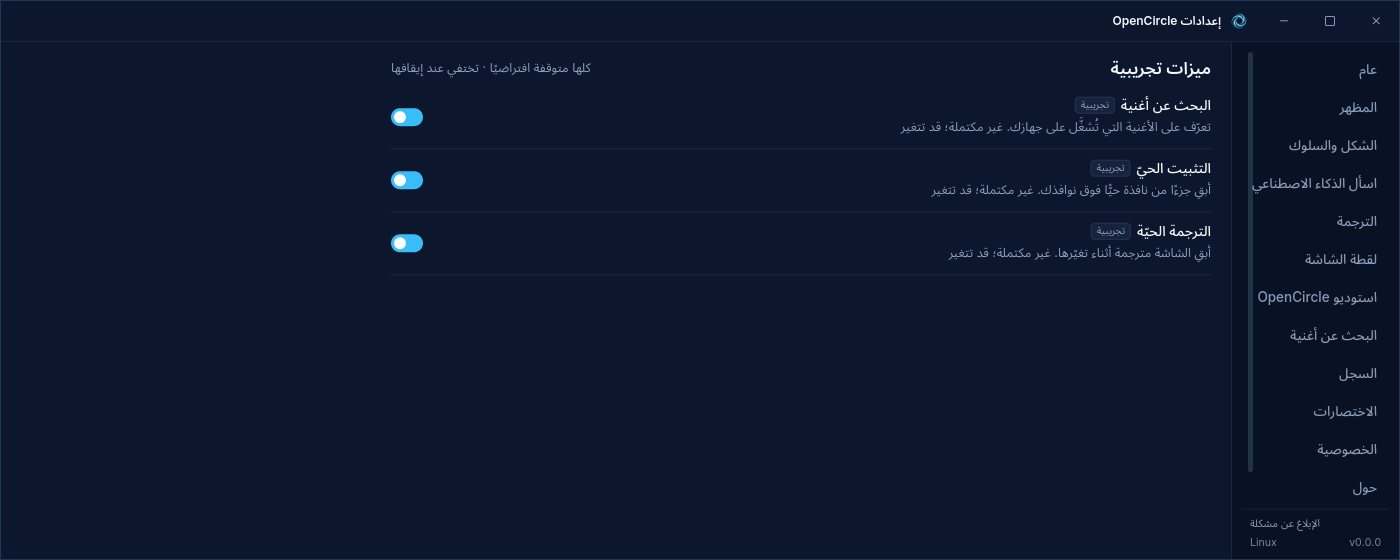 إعدادات OpenCircle
عام
المظهر
الشكل والسلوك
اسأل الذكاء الاصطناعي
الترجمة
لقطة الشاشة
استوديو OpenCircle
البحث عن أغنية
السجل
الاختصارات
الخصوصية
حول
الإبلاغ عن مشكلة
v0.0.0 Linux
ميزات تجريبية
كلها متوقفة افتراضيًا · تختفي عند إيقافها
البحث عن أغنية تجريبية
تعرّف على الأغنية التي تُشغَّل على جهازك. غير مكتملة؛ قد تتغير
التثبيت الحيّ تجريبية
أبقِ جزءًا من نافذة حيًّا فوق نوافذك. غير مكتملة؛ قد تتغير
الترجمة الحيّة تجريبية
أبقِ الشاشة مترجمة أثناء تغيّرها. غير مكتملة؛ قد تتغير